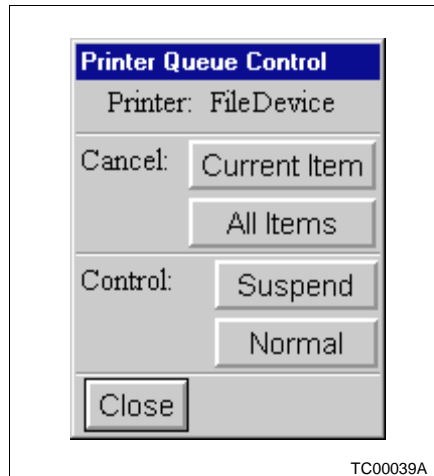 Printer Queue Control
Printer: FileDevice
Cancel: Current Item
All Items
Control: Suspend
Normal
Close
TC00039A